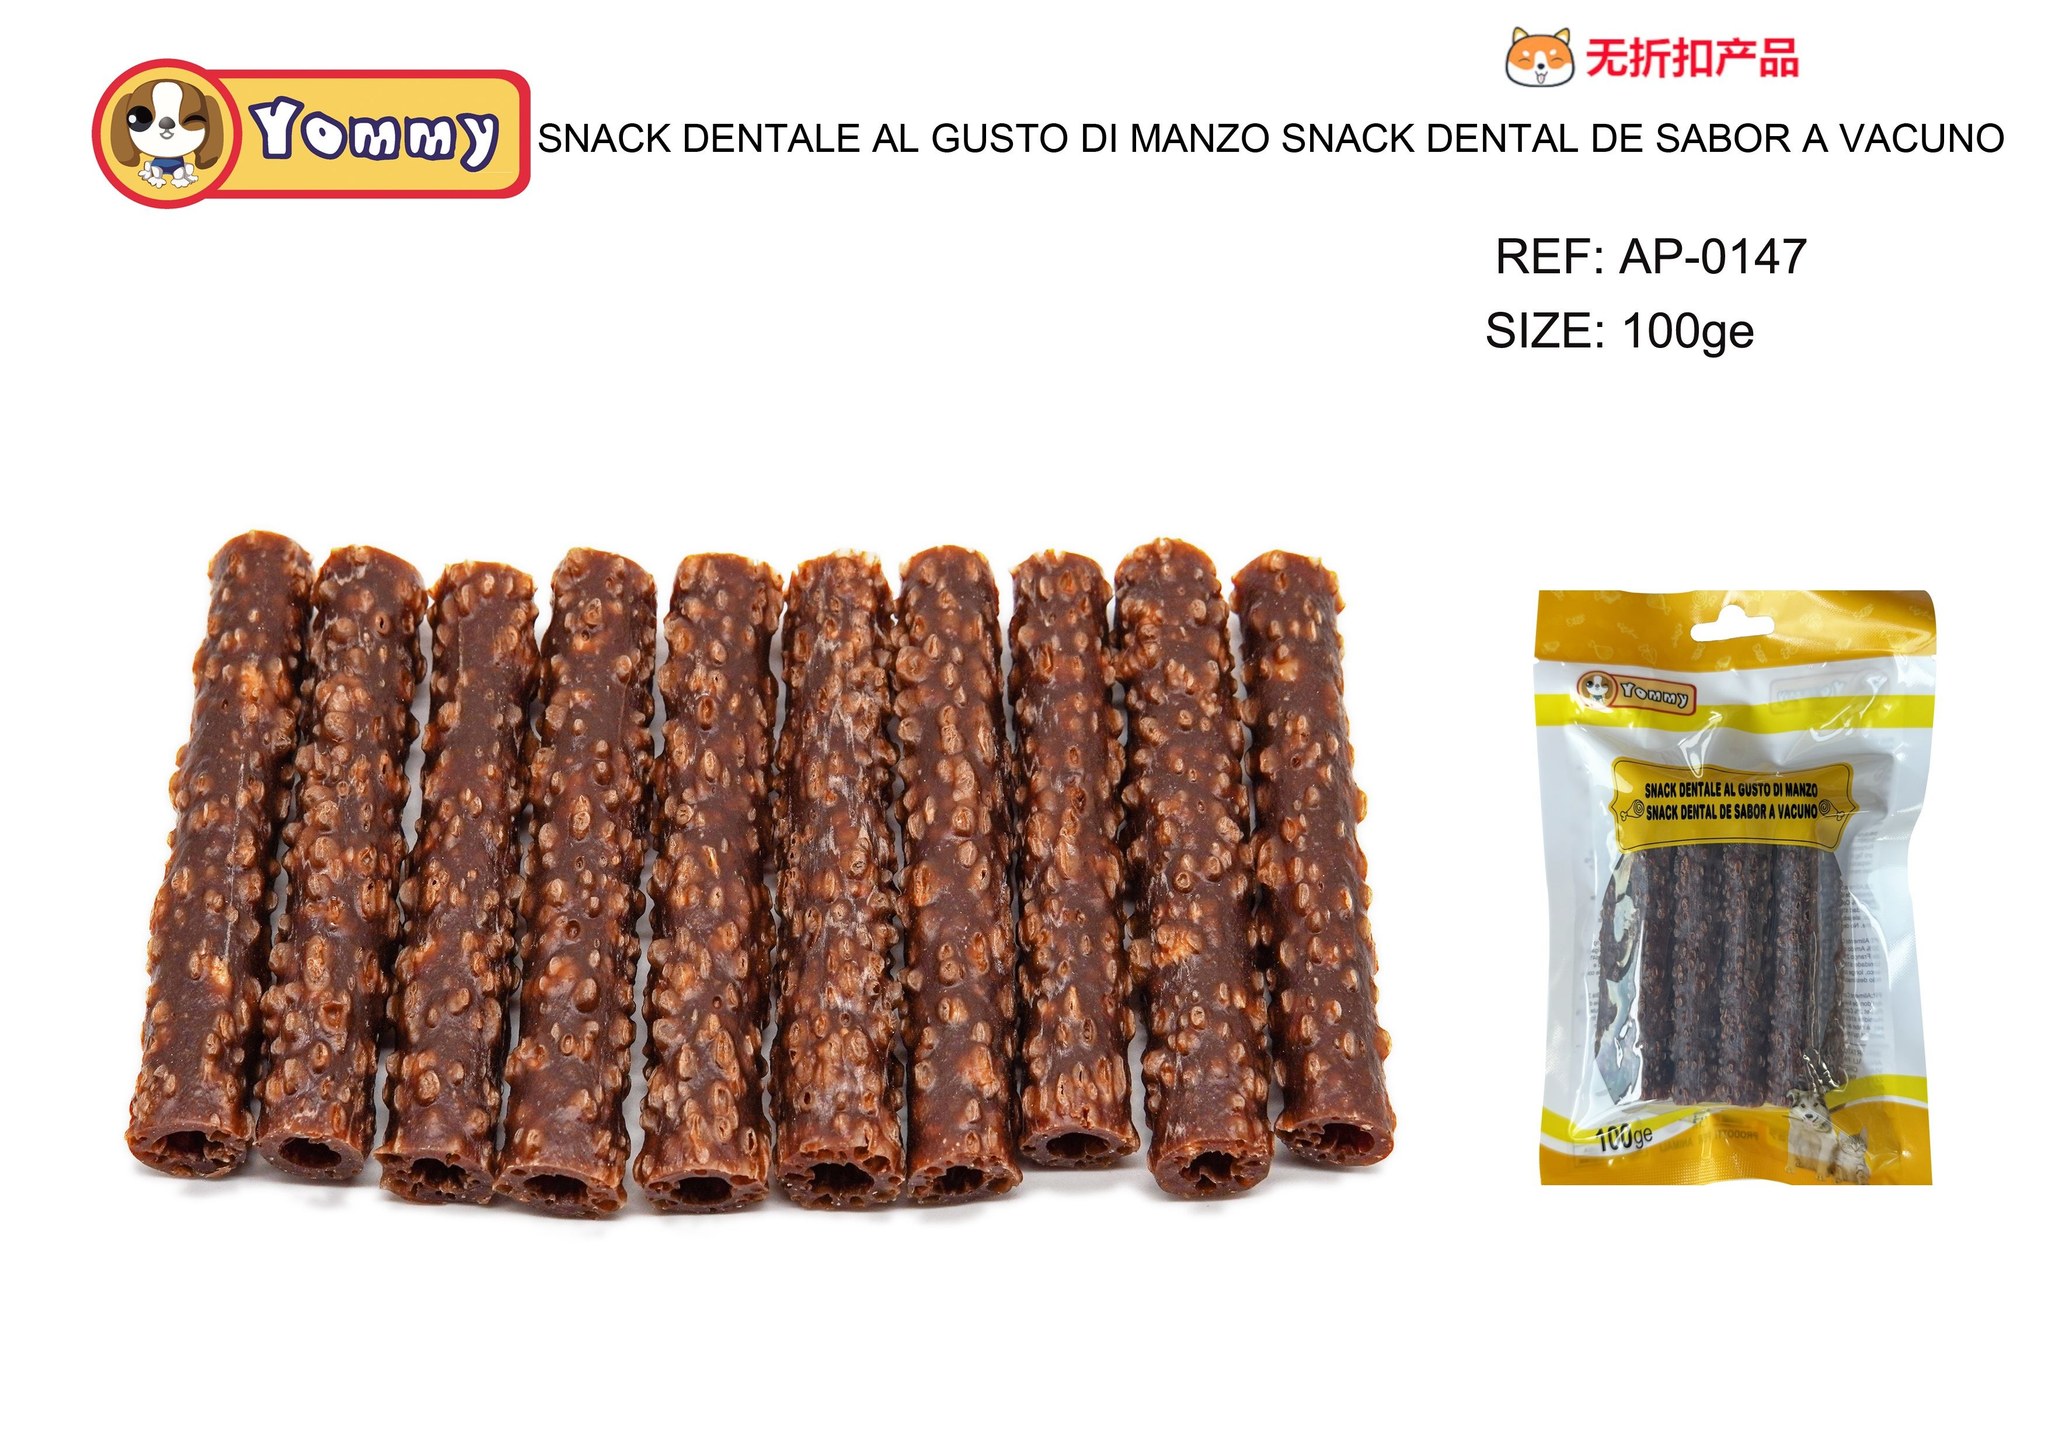 无折扣产品
Yommy
SNACK DENTALE AL GUSTO DI MANZO SNACK DENTAL DE SABOR A VACUNO
REF: AP-0147
SIZE: 100ge
Yommy
SNACK DENTALE AL GUSTO DI MANZO
SNACK DENTAL DE SABOR A VACUNO
100ge